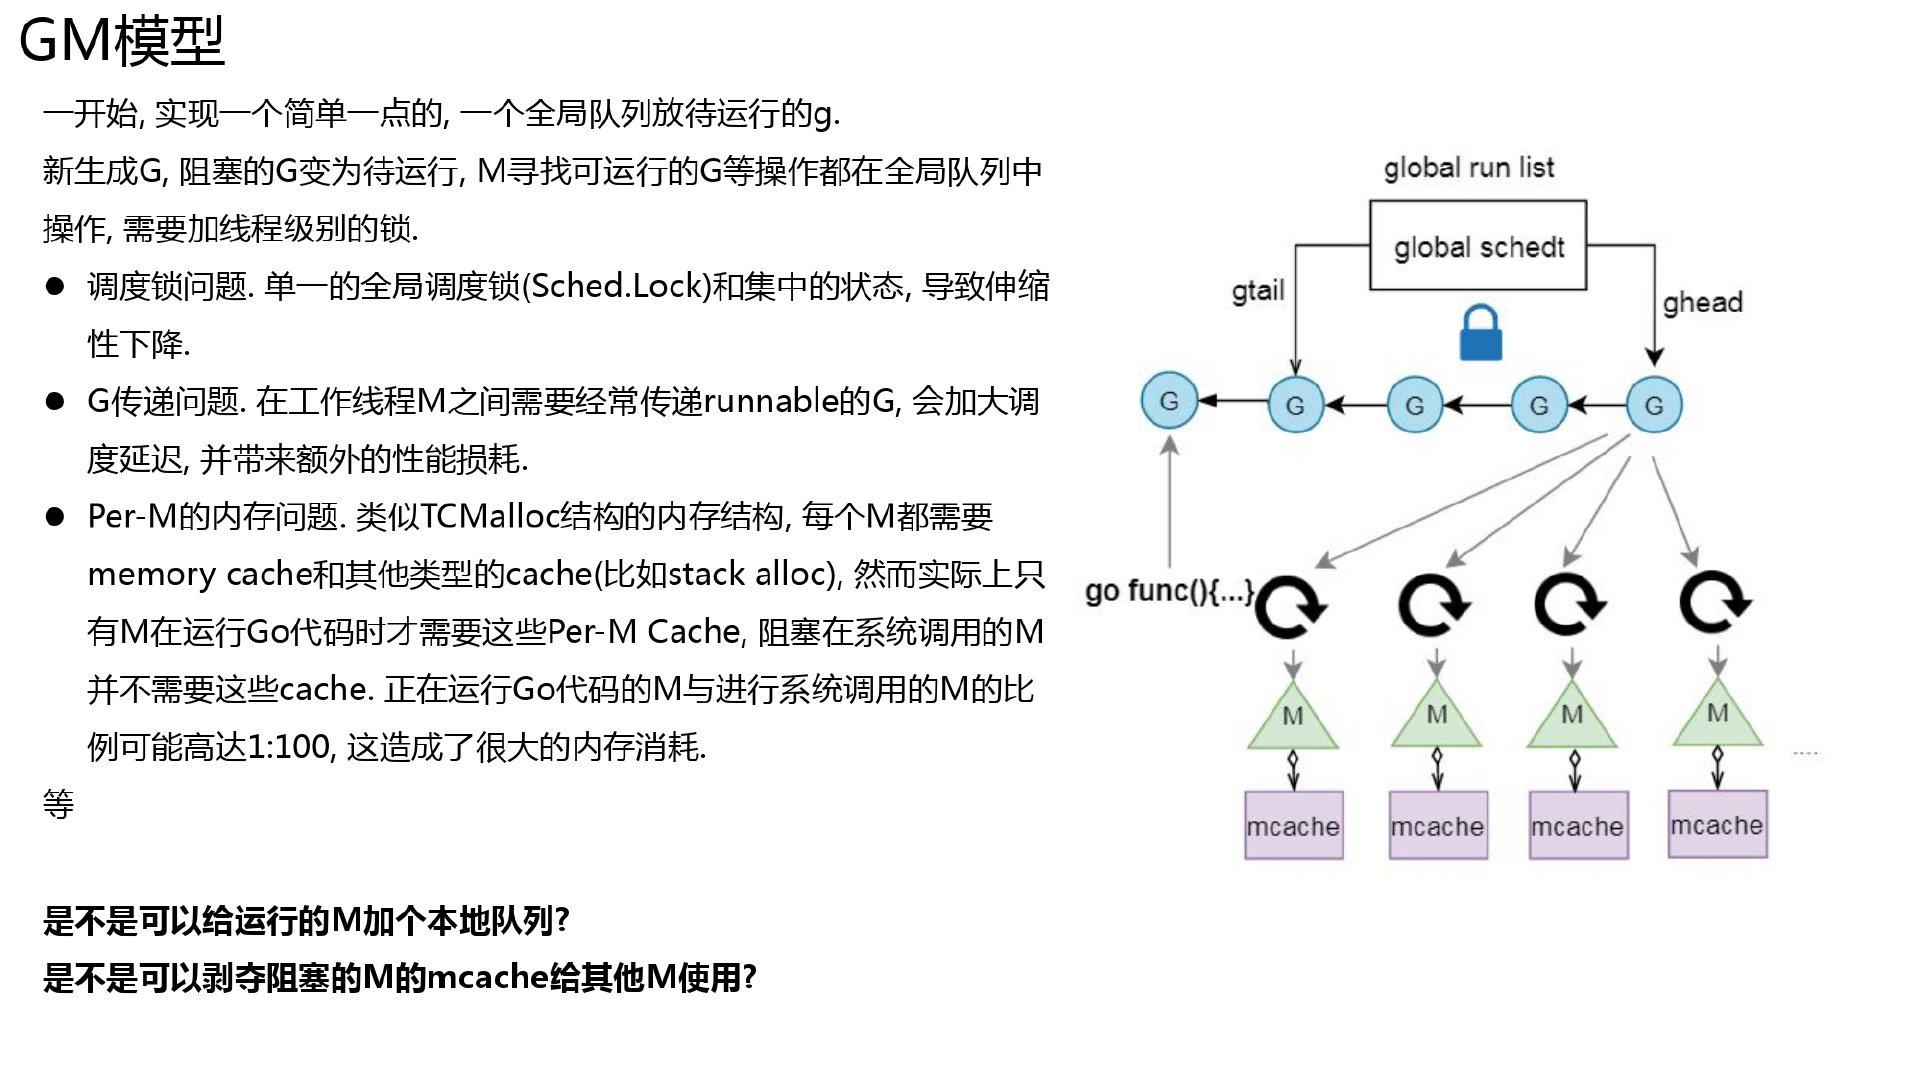 GM模型
一开始, 实现一个简单一点的, 一个全局队列放待运行的g.
新生成G, 阻塞的G变为待运行, M寻找可运行的G等操作都在全局队列中
操作, 需要加线程级别的锁.
● 调度锁问题. 单一的全局调度锁(Sched.Lock)和集中的状态, 导致伸缩
性下降.
● G传递问题. 在工作线程M之间需要经常传递runnable的G, 会加大调
度延迟, 并带来额外的性能损耗.
● Per-M的内存问题. 类似TCMalloc结构的内存结构, 每个M都需要
memory cache和其他类型的cache(比如stack alloc), 然而实际上只
有M在运行Go代码时才需要这些Per-M Cache, 阻塞在系统调用的M
并不需要这些cache. 正在运行Go代码的M与进行系统调用的M的比
例可能高达1:100, 这造成了很大的内存消耗.
等
是不是可以给运行的M加个本地队列?
是不是可以剥夺阻塞的M的mcache给其他M使用?
global run list
global schedt
gtail
ghead
G G G G G
go func(){...}
M M M M
....
mcache mcache mcache mcache